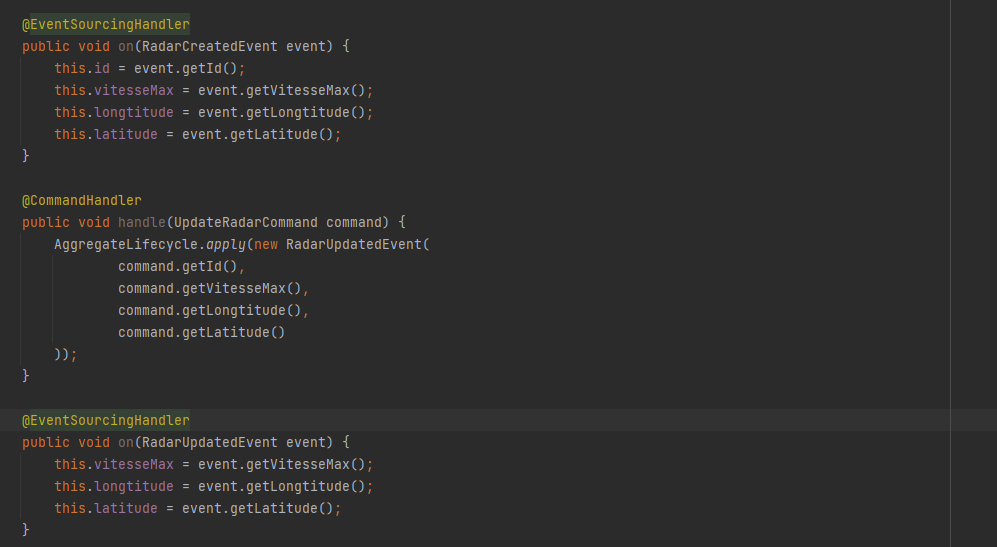 @EventSourcingHandler
public void on(RadarCreatedEvent event) {
    this.id = event.getId();
    this.vitesseMax = event.getVitesseMax();
    this.longtitude = event.getLongtitude();
    this.latitude = event.getLatitude();
}
@CommandHandler
public void handle(UpdateRadarCommand command) {
    AggregateLifecycle.apply(new RadarUpdatedEvent(
            command.getId(),
            command.getVitesseMax(),
            command.getLongtitude(),
            command.getLatitude()
    ));
}
@EventSourcingHandler
public void on(RadarUpdatedEvent event) {
    this.vitesseMax = event.getVitesseMax();
    this.longtitude = event.getLongtitude();
    this.latitude = event.getLatitude();
}